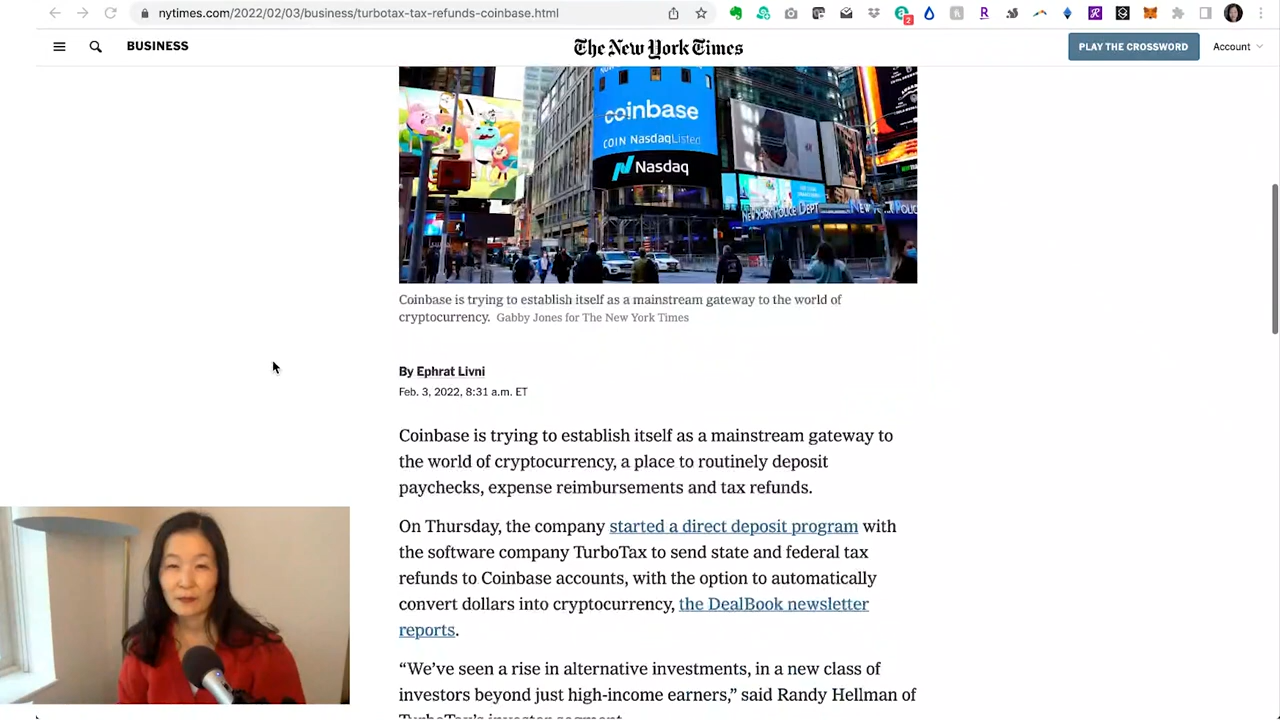 nytimes.com/2022/02/03/business/turbotax-tax-refunds-coinbase.html
2
BUSINESS
The New York Times
PLAY THE CROSSWORD
Account
coinbase
COIN Nasdaq Listed
Nasdaq
NEW YORK POLICE DEPT
Coinbase is trying to establish itself as a mainstream gateway to the world of
cryptocurrency. Gabby Jones for The New York Times
By Ephrat Livni
Feb. 3, 2022, 8:31 a.m. ET
Coinbase is trying to establish itself as a mainstream gateway to
the world of cryptocurrency, a place to routinely deposit
paychecks, expense reimbursements and tax refunds.
On Thursday, the company started a direct deposit program with
the software company TurboTax to send state and federal tax
refunds to Coinbase accounts, with the option to automatically
convert dollars into cryptocurrency, the DealBook newsletter
reports.
“We’ve seen a rise in alternative investments, in a new class of
investors beyond just high-income earners,” said Randy Hellman of
TurboTax’s investor segment.